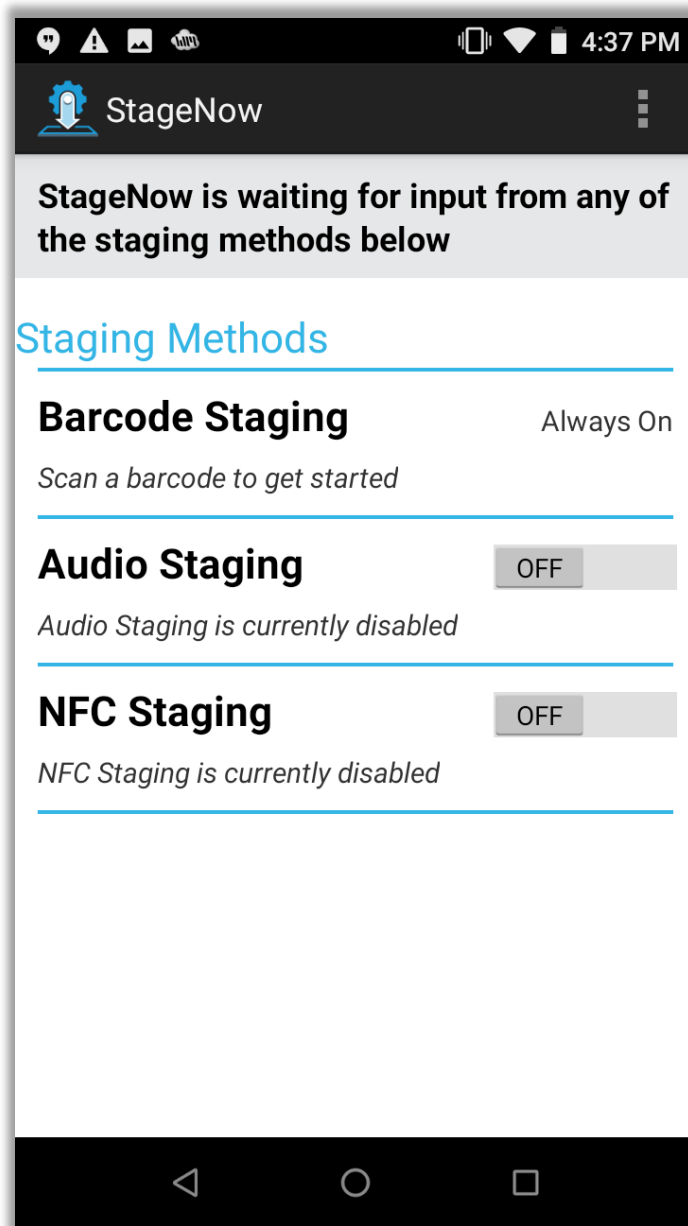 4:37 PM
StageNow
StageNow is waiting for input from any of
the staging methods below
Staging Methods
Barcode Staging
Always On
Scan a barcode to get started
Audio Staging
OFF
Audio Staging is currently disabled
NFC Staging
OFF
NFC Staging is currently disabled